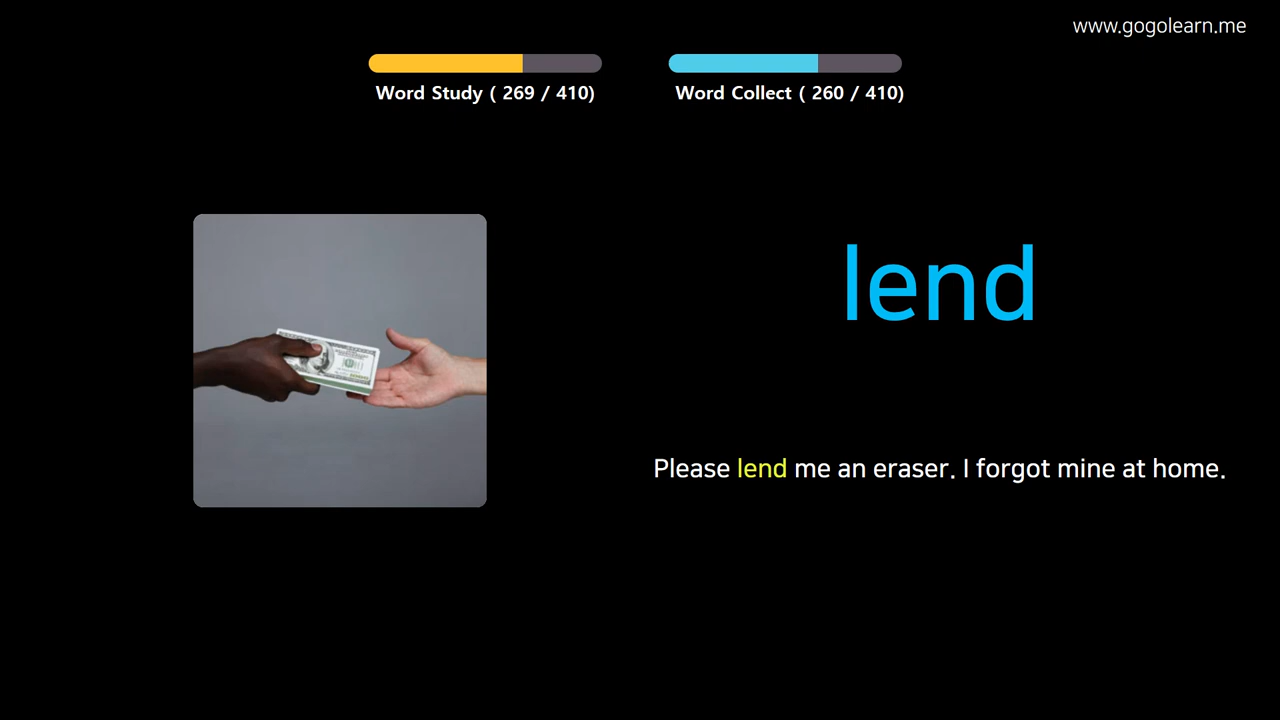 www.gogolearn.me
Word Study ( 269 / 410)
Word Collect ( 260 / 410)
lend
Please lend me an eraser. I forgot mine at home.